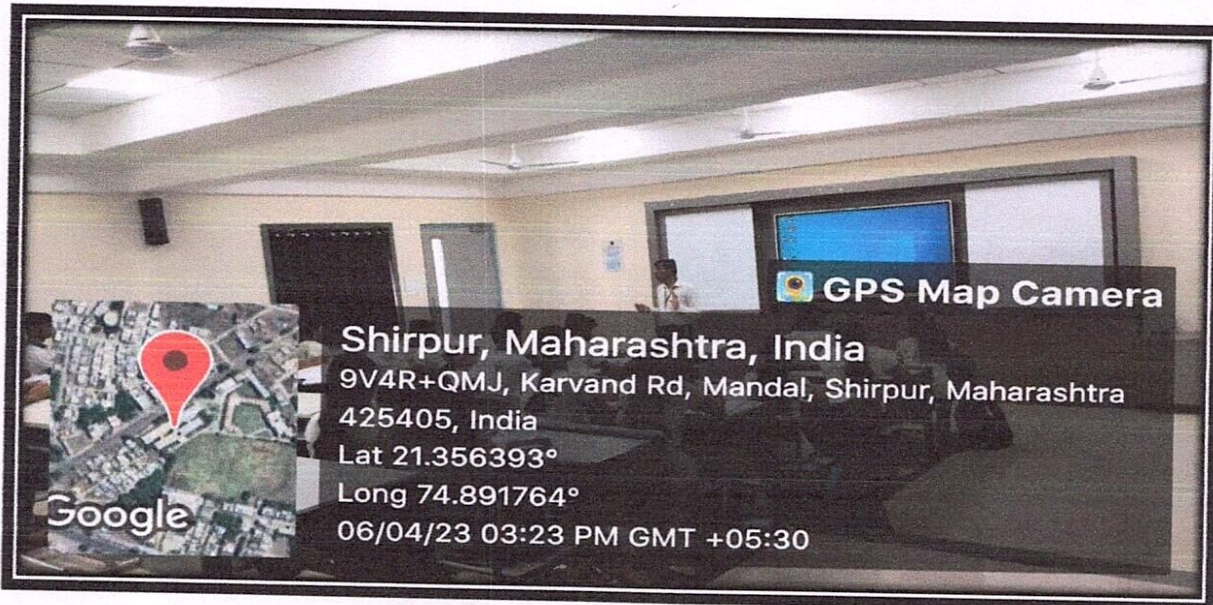 GPS Map Camera
Shirpur, Maharashtra, India
9V4R+QMJ, Karvand Rd, Mandal, Shirpur, Maharashtra
425405, India
Lat 21.356393°
Long 74.891764°
06/04/23 03:23 PM GMT +05:30
Google